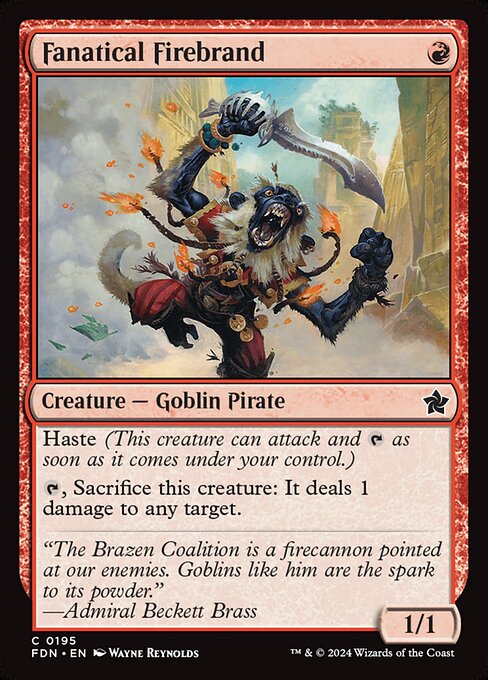 Fanatical Firebrand
Creature — Goblin Pirate
Haste (This creature can attack and as
soon as it comes under your control.)
, Sacrifice this creature: It deals 1
damage to any target.
“The Brazen Coalition is a firecannon pointed
at our enemies. Goblins like him are the spark
to its powder.”
—Admiral Beckett Brass
1/1
C 0195
FDN • EN Wayne Reynolds
™ & © 2024 Wizards of the Coast